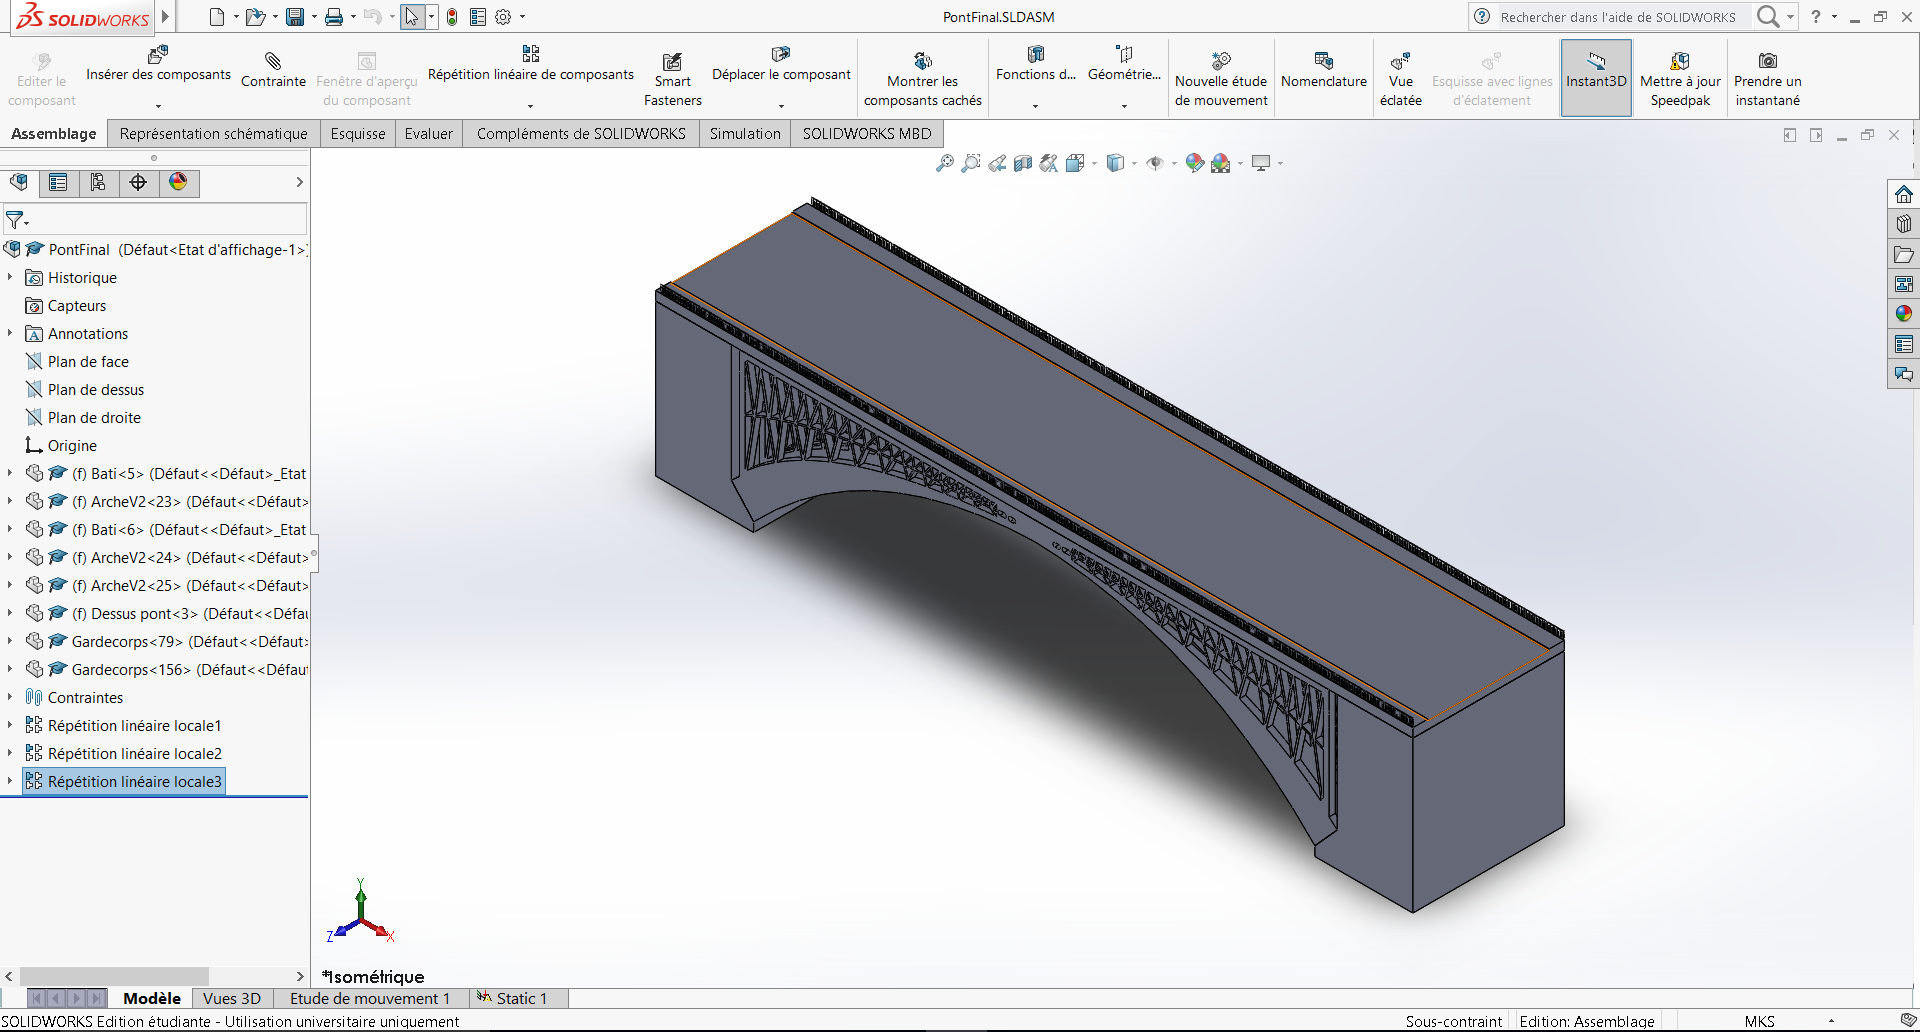 SOLIDWORKS
PontFinal.SLDASM
Rechercher dans l'aide de SOLIDWORKS
?
Editer le composant
Insérer des composants
Contrainte
Fenêtre d'aperçu du composant
Répétition linéaire de composants
Smart Fasteners
Déplacer le composant
Montrer les composants cachés
Fonctions d...
Géométrie...
Nouvelle étude de mouvement
Nomenclature
Vue éclatée
Esquisse avec lignes d'éclatement
Instant3D
Mettre à jour Speedpak
Prendre un instantané
Assemblage
Représentation schématique
Esquisse
Evaluer
Compléments de SOLIDWORKS
Simulation
SOLIDWORKS MBD
PontFinal (Défaut<Etat d'affichage-1>)
Historique
Capteurs
Annotations
Plan de face
Plan de dessus
Plan de droite
Origine
(f) Bati<5> (Défaut<<Défaut>_Etat
(f) ArcheV2<23> (Défaut<<Défaut>
(f) Bati<6> (Défaut<<Défaut>_Etat
(f) ArcheV2<24> (Défaut<<Défaut>
(f) ArcheV2<25> (Défaut<<Défaut>
(f) Dessus pont<3> (Défaut<<Défau
Gardecorps<79> (Défaut<<Défaut>
Gardecorps<156> (Défaut<<Défaut
Contraintes
Répétition linéaire locale1
Répétition linéaire locale2
Répétition linéaire locale3
Y
Z
X
*Isométrique
Modèle
Vues 3D
Etude de mouvement 1
Static 1
SOLIDWORKS Edition étudiante - Utilisation universitaire uniquement
Sous-contraint
Edition: Assemblage
MKS